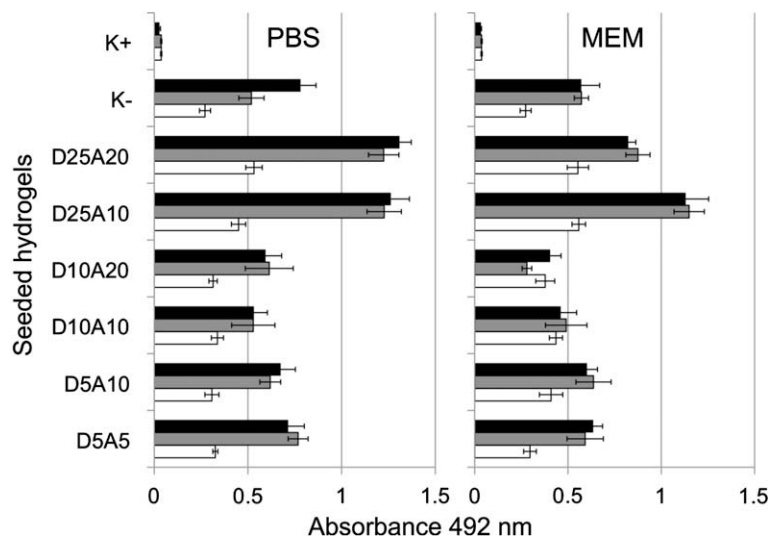 PBS MEM
K+
K-
D25A20
D25A10
D10A20
D10A10
D5A10
D5A5
Seeded hydrogels
0 0.5 1 1.5 0 0.5 1 1.5
Absorbance 492 nm